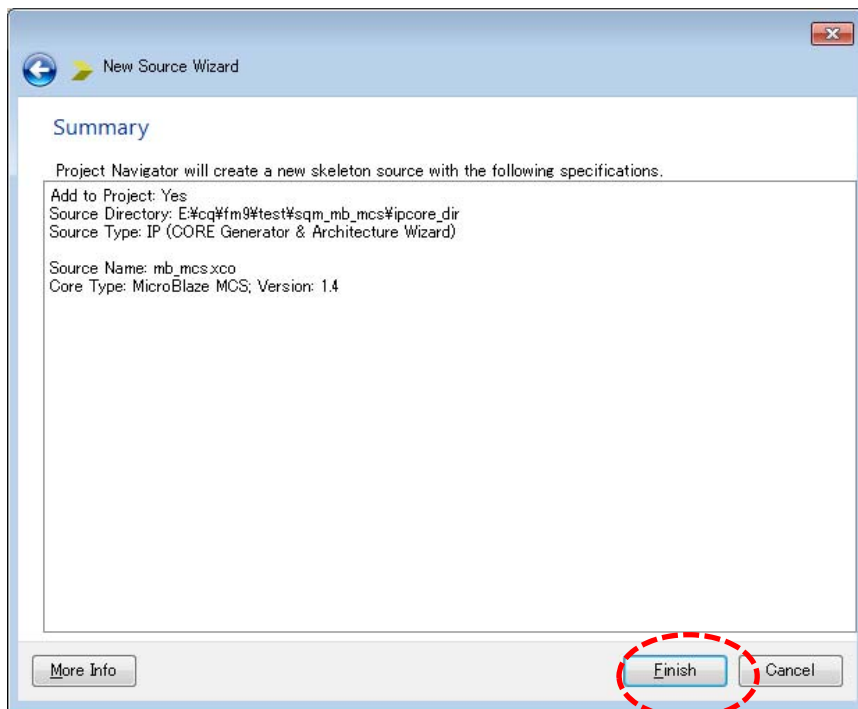 New Source Wizard
Summary
Project Navigator will create a new skeleton source with the following specifications.
Add to Project: Yes
Source Directory: E:¥cq¥fm9¥test¥sqm_mb_mcs¥ipcore_dir
Source Type: IP (CORE Generator & Architecture Wizard)
Source Name: mb_mcs.xco
Core Type: MicroBlaze MCS; Version: 1.4
More Info
Finish
Cancel